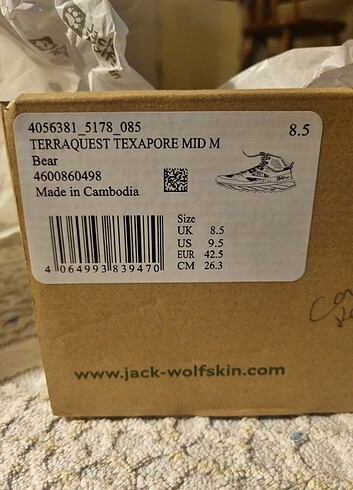 4056381_5178_085 8.5
TERRAQUEST TEXAPORE MID M
Bear
4600860498
Made in Cambodia
Size
UK 8.5
US 9.5
EUR 42.5
CM 26.3
4 064993 839470
www.jack-wolfskin.com